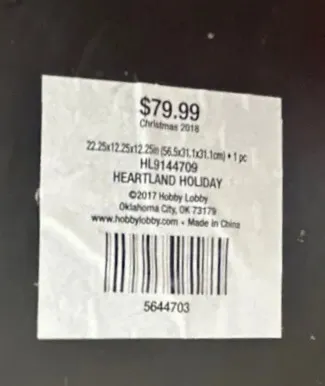 $79.99
Christmas 2018
22.25x12.25x12.25in (56.5x31.1x31.1cm) • 1 pc
HL9144709
HEARTLAND HOLIDAY
©2017 Hobby Lobby
Oklahoma City, OK 73179
www.hobbylobby.com • Made in China
5644703